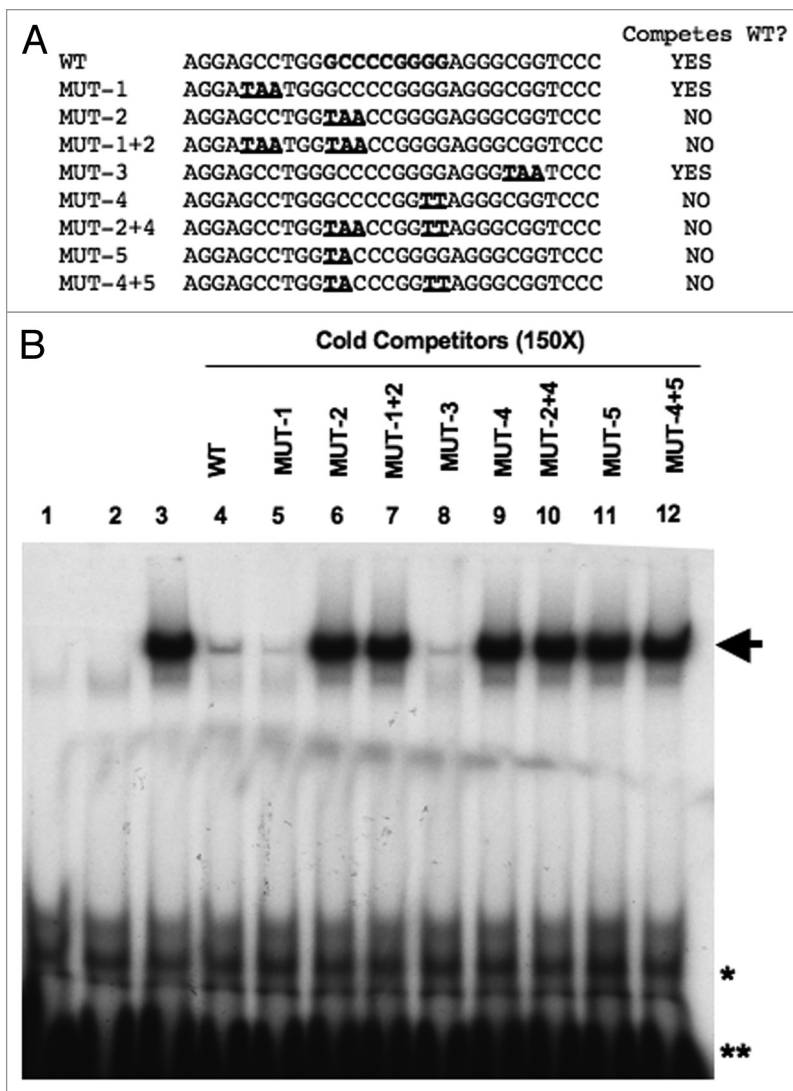 A
Competes WT?
WT AGGAGCCTGGGCCCCGGGGAGGGCGGTCCC YES
MUT-1 AGGATAATGGGCCCCGGGGAGGGCGGTCCC YES
MUT-2 AGGAGCCTGGTAACCGGGGAGGGCGGTCCC NO
MUT-1+2 AGGATAATGGTAACCGGGGAGGGCGGTCCC NO
MUT-3 AGGAGCCTGGGCCCCGGGGAGGGTAATCCC YES
MUT-4 AGGAGCCTGGGCCCCGGTTAGGGCGGTCCC NO
MUT-2+4 AGGAGCCTGGTAACCGGTTAGGGCGGTCCC NO
MUT-5 AGGAGCCTGGTACCCGGGGAGGGCGGTCCC NO
MUT-4+5 AGGAGCCTGGTACCCGGTTAGGGCGGTCCC NO
B
Cold Competitors (150X)
WT MUT-1 MUT-2 MUT-1+2 MUT-3 MUT-4 MUT-2+4 MUT-5 MUT-4+5
1 2 3 4 5 6 7 8 9 10 11 12
*
**